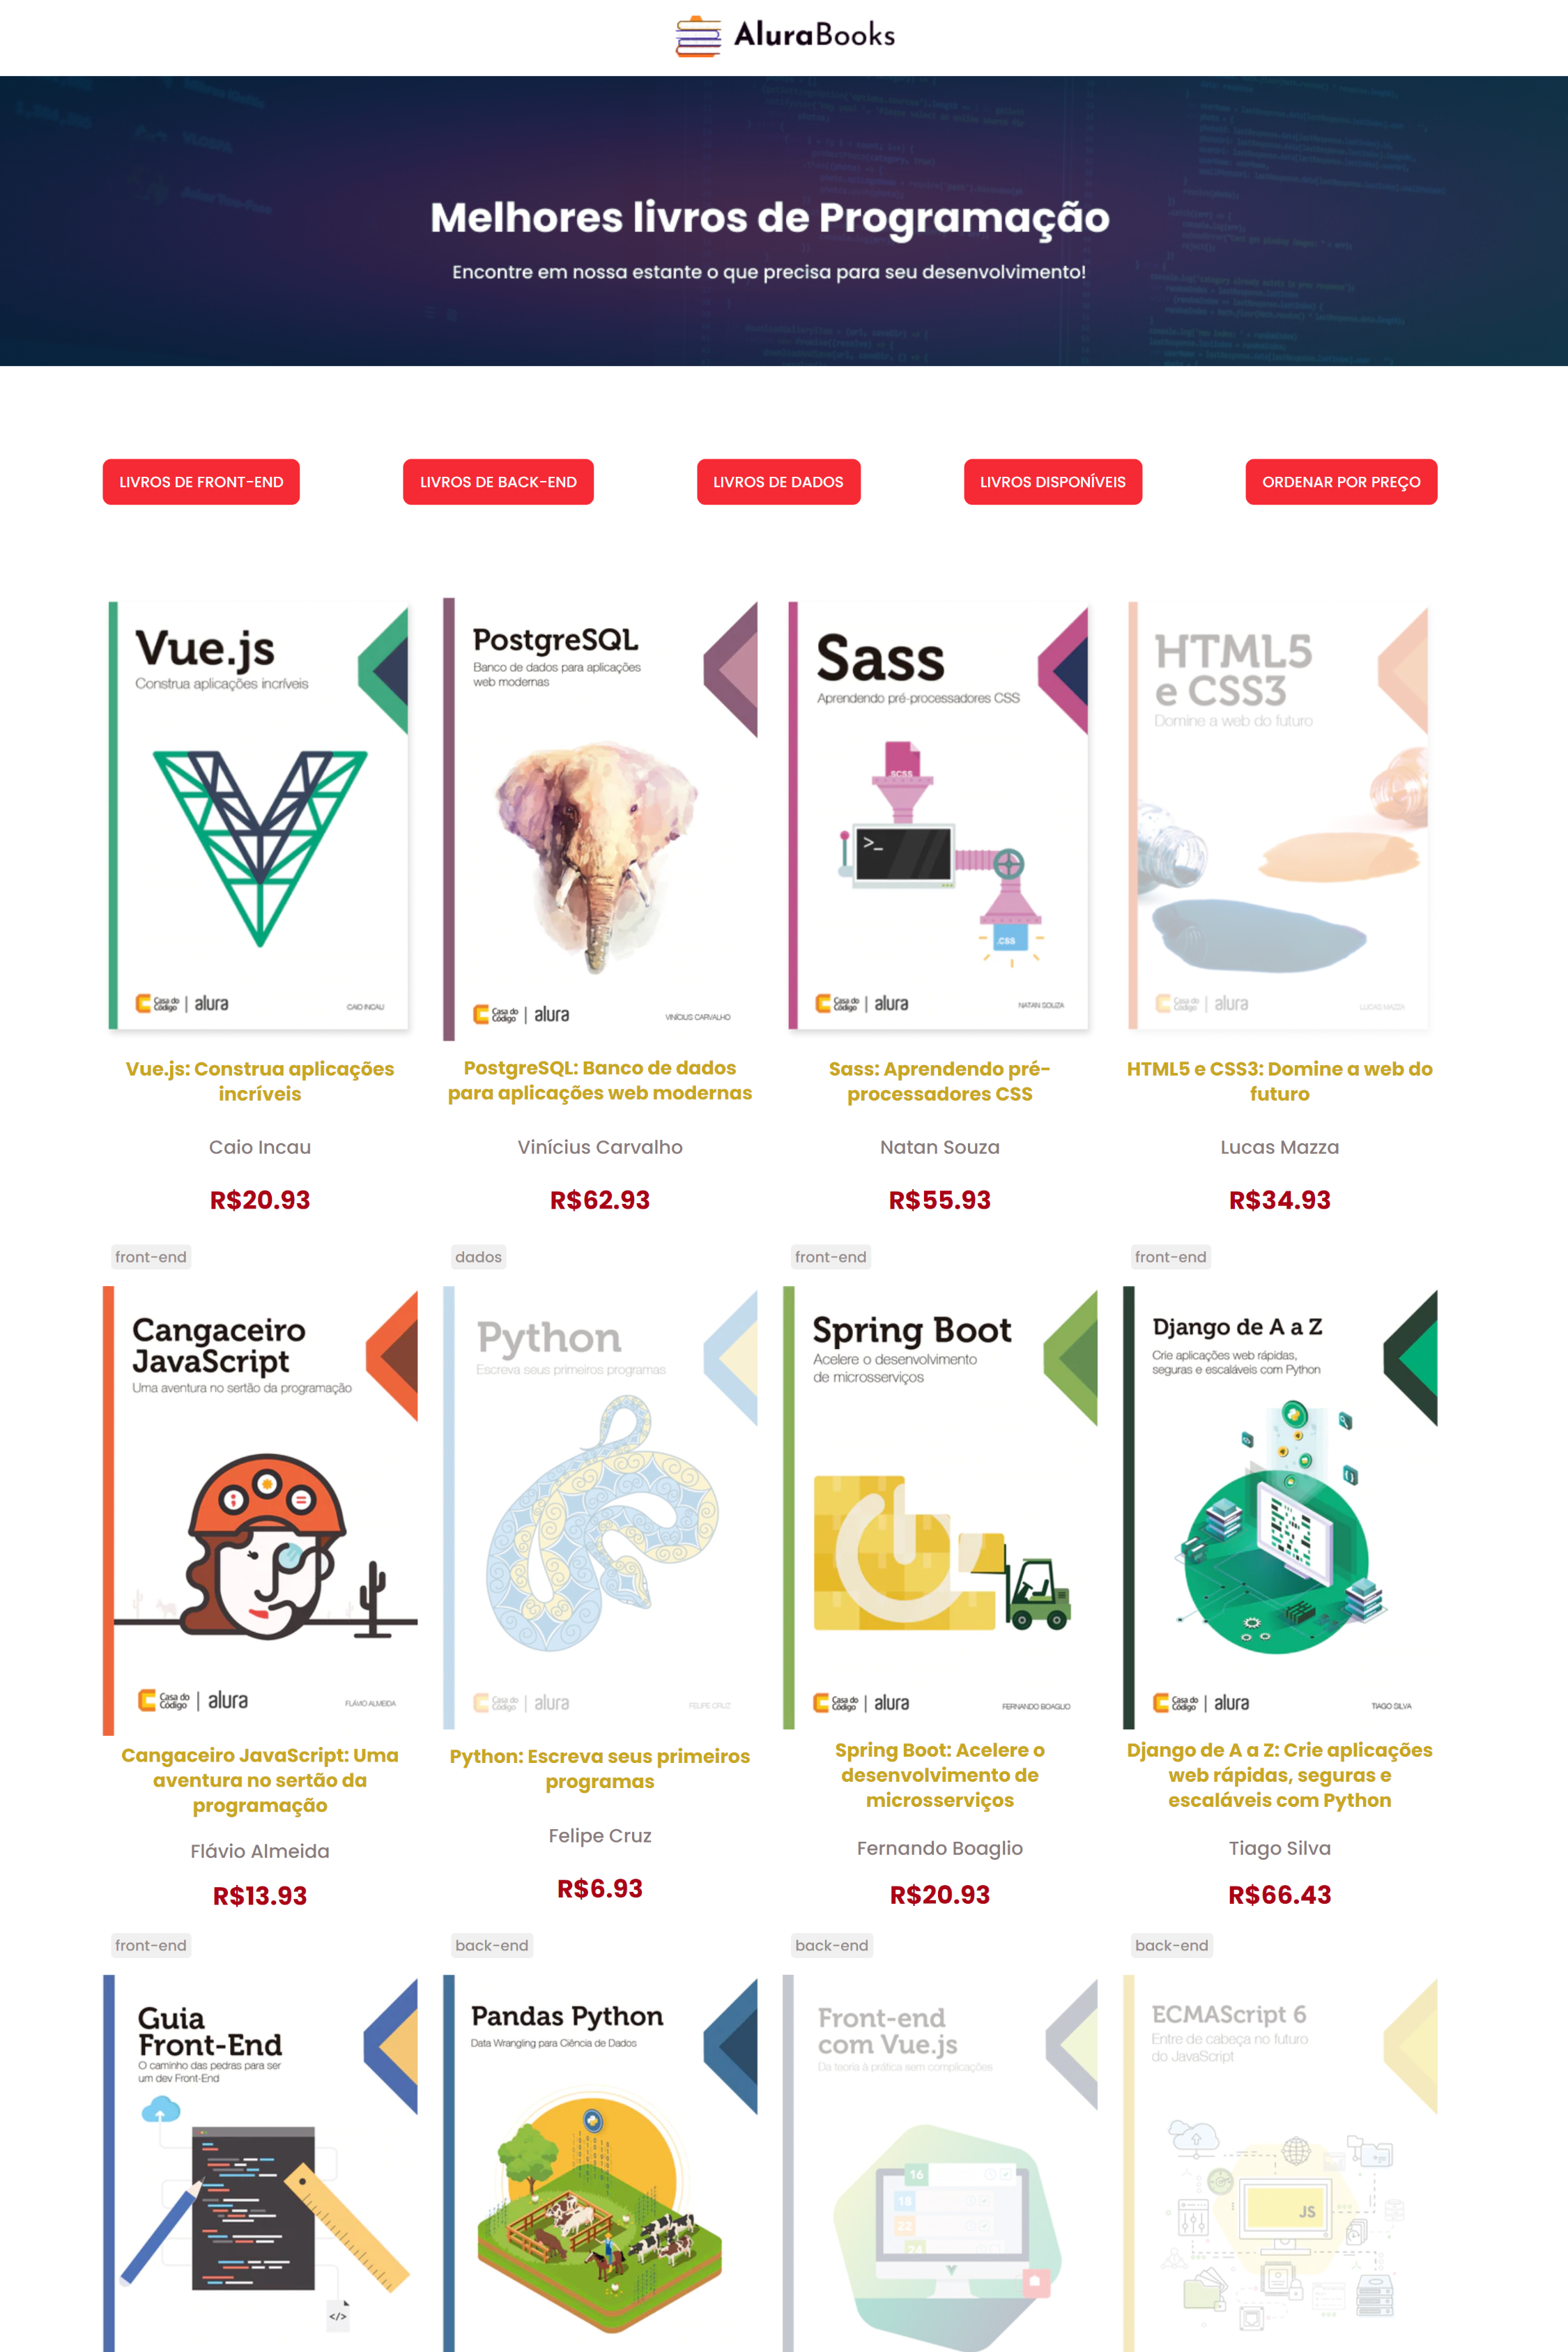 AluraBooks
Melhores livros de Programação
Encontre em nossa estante o que precisa para seu desenvolvimento!
LIVROS DE FRONT-END
LIVROS DE BACK-END
LIVROS DE DADOS
LIVROS DISPONÍVEIS
ORDENAR POR PREÇO
Vue.js
Construa aplicações incríveis
Casa do
Código
alura
CAIO INCAU
PostgreSQL
Banco de dados para aplicações
web modernas
Casa do
Código
alura
VINÍCIUS CARVALHO
Sass
Aprendendo pré-processadores CSS
SCSS
>_
.CSS
Casa do
Código
alura
NATAN SOUZA
HTML5
e CSS3
Domine a web do futuro
Casa do
Código
alura
LUCAS MAZZA
Vue.js: Construa aplicações
incríveis
Caio Incau
R$20.93
front-end
PostgreSQL: Banco de dados
para aplicações web modernas
Vinícius Carvalho
R$62.93
dados
Sass: Aprendendo pré-
processadores CSS
Natan Souza
R$55.93
front-end
HTML5 e CSS3: Domine a web do
futuro
Lucas Mazza
R$34.93
front-end
Cangaceiro
JavaScript
Uma aventura no sertão da programação
Casa do
Código
alura
FLÁVIO ALMEIDA
Python
Escreva seus primeiros programas
Casa do
Código
alura
FELIPE CRUZ
Spring Boot
Acelere o desenvolvimento
de microsserviços
Casa do
Código
alura
FERNANDO BOAGLIO
Django de A a Z
Crie aplicações web rápidas,
seguras e escaláveis com Python
Casa do
Código
alura
TIAGO SILVA
Cangaceiro JavaScript: Uma
aventura no sertão da
programação
Flávio Almeida
R$13.93
front-end
Python: Escreva seus primeiros
programas
Felipe Cruz
R$6.93
back-end
Spring Boot: Acelere o
desenvolvimento de
microsserviços
Fernando Boaglio
R$20.93
back-end
Django de A a Z: Crie aplicações
web rápidas, seguras e
escaláveis com Python
Tiago Silva
R$66.43
back-end
Guia
Front-End
O caminho das pedras para ser
um dev Front-End
</>
Pandas Python
Data Wrangling para Ciência de Dados
Front-end
com Vue.js
Da teoria à prática sem complicações
16
18
22
24
ECMAScript 6
Entre de cabeça no futuro
do JavaScript
JS